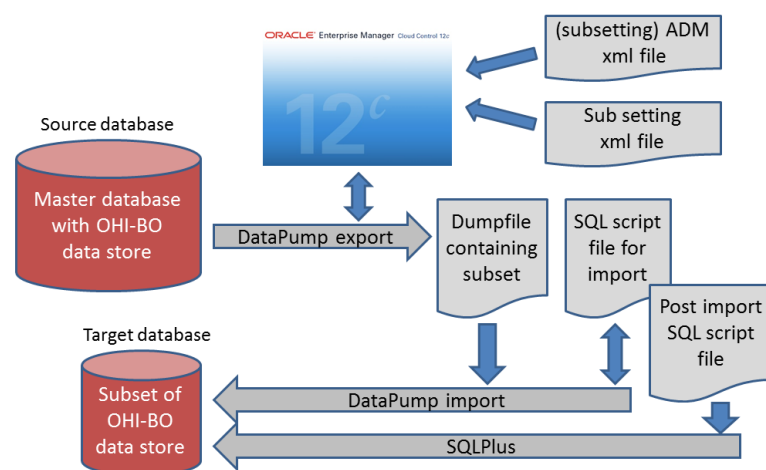 ORACLE Enterprise Manager Cloud Control 12c
12c
(subsetting) ADM
xml file
Sub setting
xml file
Source database
Master database
with OHI-BO
data store
DataPump export
Dumpfile
containing
subset
SQL script
file for
import
Post import
SQL script
file
Target database
Subset of
OHI-BO
data store
DataPump import
SQLPlus